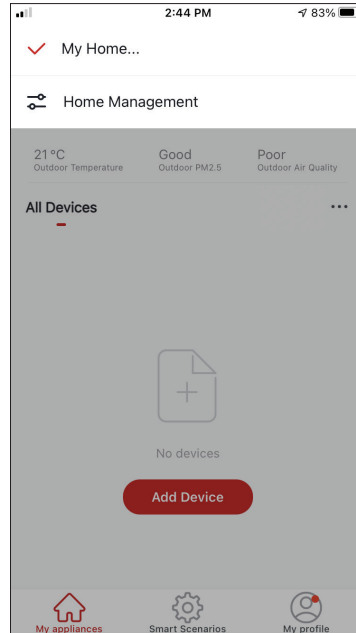 2:44 PM 83%
My Home...
Home Management
21 °C Good Poor
Outdoor Temperature Outdoor PM2.5 Outdoor Air Quality
All Devices ...
No devices
Add Device
My appliances Smart Scenarios My profile